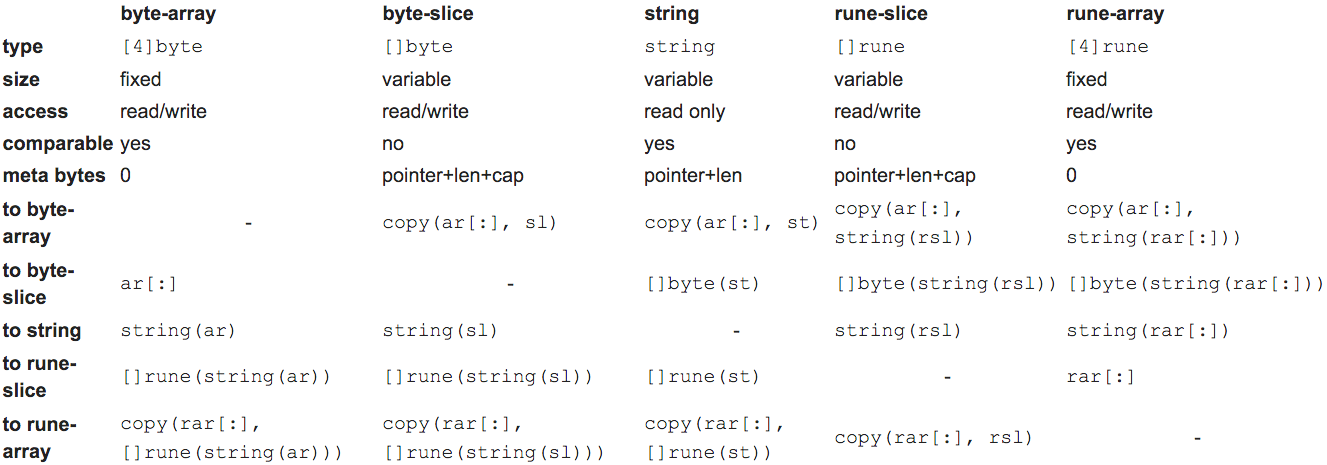 byte-array byte-slice string rune-slice rune-array
type [4]byte []byte string []rune [4]rune
size fixed variable variable variable fixed
access read/write read/write read only read/write read/write
comparable yes no yes no yes
meta bytes 0 pointer+len+cap pointer+len pointer+len+cap 0
to byte- copy(ar[:], copy(ar[:],
- copy(ar[:], sl) copy(ar[:], st)
array string(rsl)) string(rar[:]))
to byte-
ar[:] - []byte(st) []byte(string(rsl)) []byte(string(rar[:]))
slice
to string string(ar) string(sl) - string(rsl) string(rar[:])
to rune-
[]rune(string(ar)) []rune(string(sl)) []rune(st) - rar[:]
slice
to rune- copy(rar[:], copy(rar[:], copy(rar[:],
copy(rar[:], rsl) -
array []rune(string(ar))) []rune(string(sl))) []rune(st))